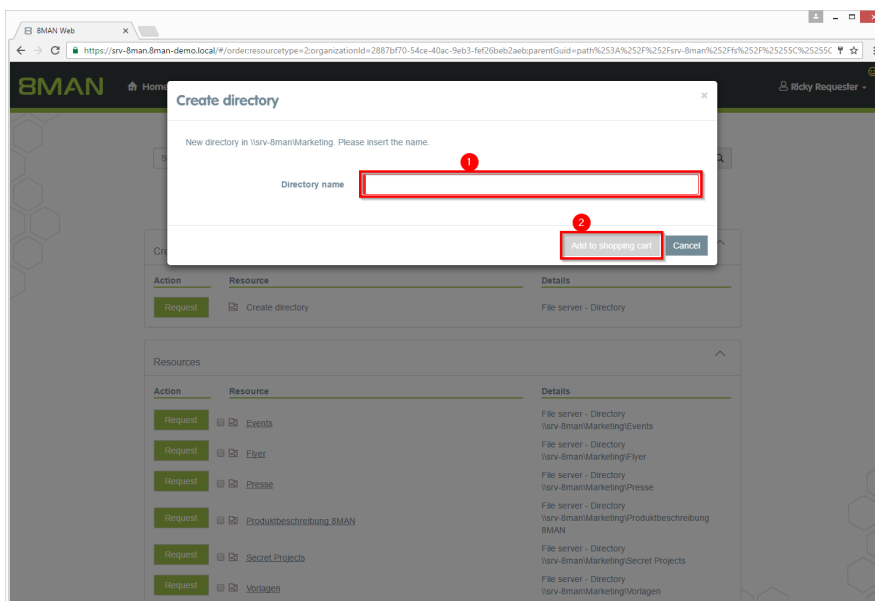 8MAN Web
https://srv-8man.8man-demo.local/#/order:resourcetype=2;organizationId=2887bf70-54ce-40ac-9eb3-fef26beb2aeb;parentGuid=path%253A%252F%252Fsrv-8man%252Ffs%252F%25255C%25255C
8MAN
Home
Ricky Requester
Create directory
New directory in \\srv-8man\Marketing. Please insert the name.
1
Directory name
2
Add to shopping cart
Cancel
Action Resource Details
Request Create directory File server - Directory
Resources
Action Resource Details
Request Events File server - Directory
\\srv-8man\Marketing\Events
Request Flyer File server - Directory
\\srv-8man\Marketing\Flyer
Request Presse File server - Directory
\\srv-8man\Marketing\Presse
Request Produktbeschreibung 8MAN File server - Directory
\\srv-8man\Marketing\Produktbeschreibung
8MAN
Request Secret Projects File server - Directory
\\srv-8man\Marketing\Secret Projects
Request Vorlagen File server - Directory
\\srv-8man\Marketing\Vorlagen